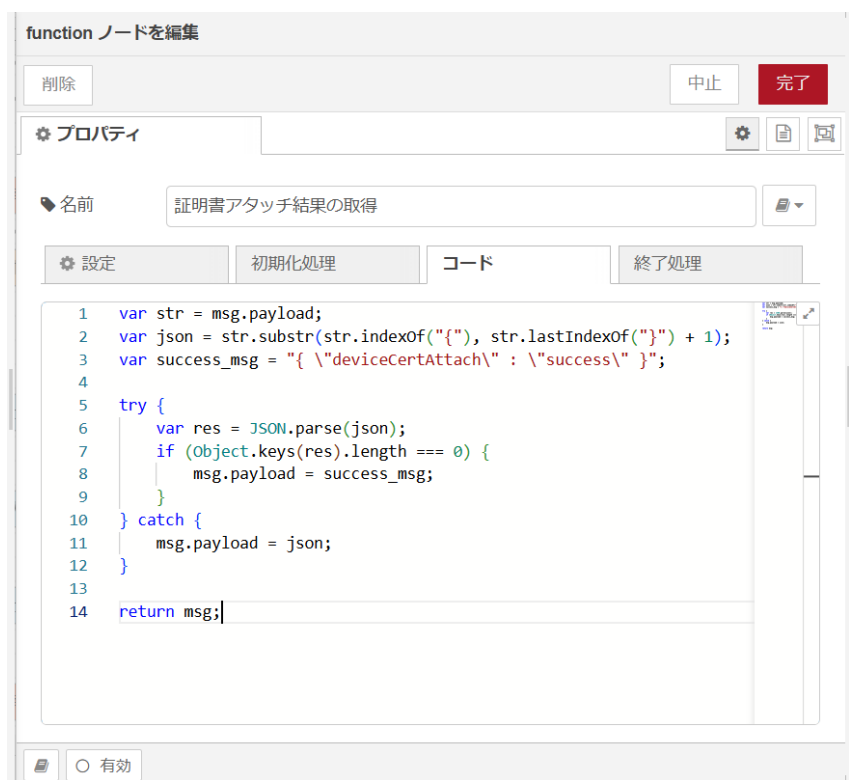 function ノードを編集
削除
中止
完了
プロパティ
名前
証明書アタッチ結果の取得
設定
初期化処理
コード
終了処理
1 var str = msg.payload;
2 var json = str.substr(str.indexOf("{"), str.lastIndexOf("}") + 1);
3 var success_msg = "{ \"deviceCertAttach\" : \"success\" }";
4
5 try {
6 var res = JSON.parse(json);
7 if (Object.keys(res).length === 0) {
8 msg.payload = success_msg;
9 }
10 } catch {
11 msg.payload = json;
12 }
13
14 return msg;
有効